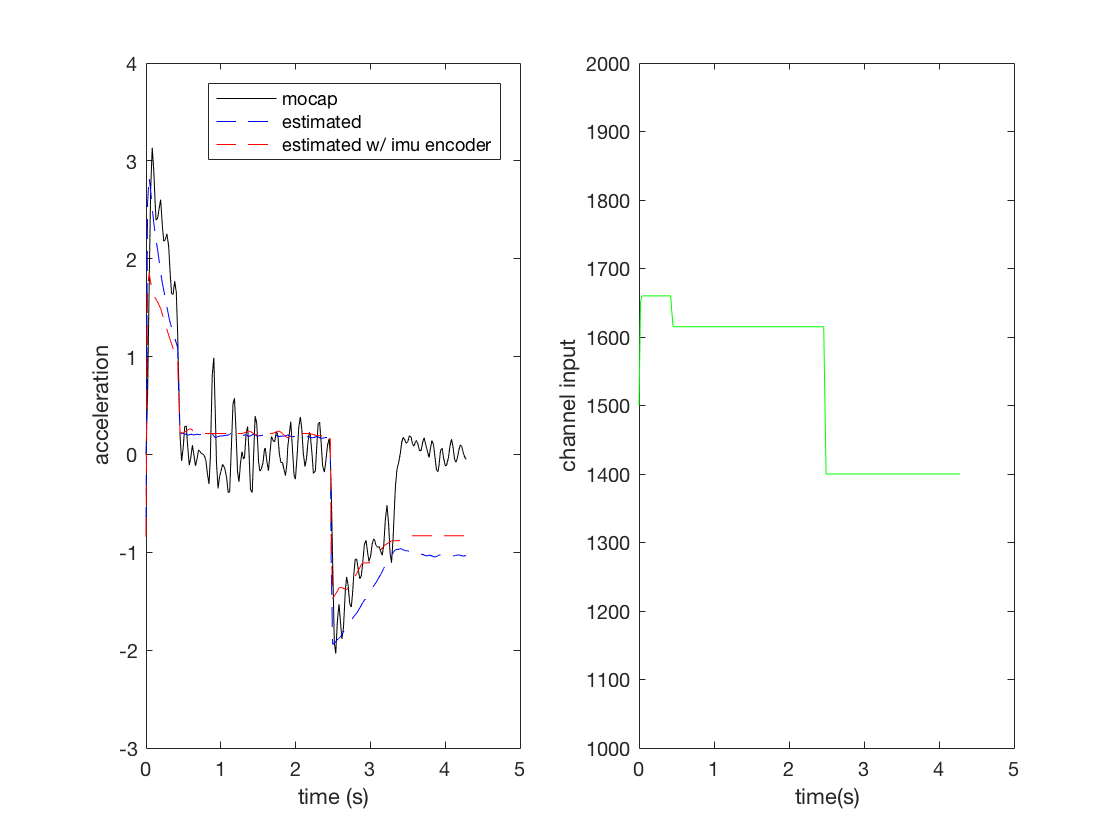 4
3
2
1
0
-1
-2
-3
acceleration
mocap
estimated
estimated w/ imu encoder
0 1 2 3 4 5
time (s)
2000
1900
1800
1700
1600
1500
1400
1300
1200
1100
1000
channel input
0 1 2 3 4 5
time(s)